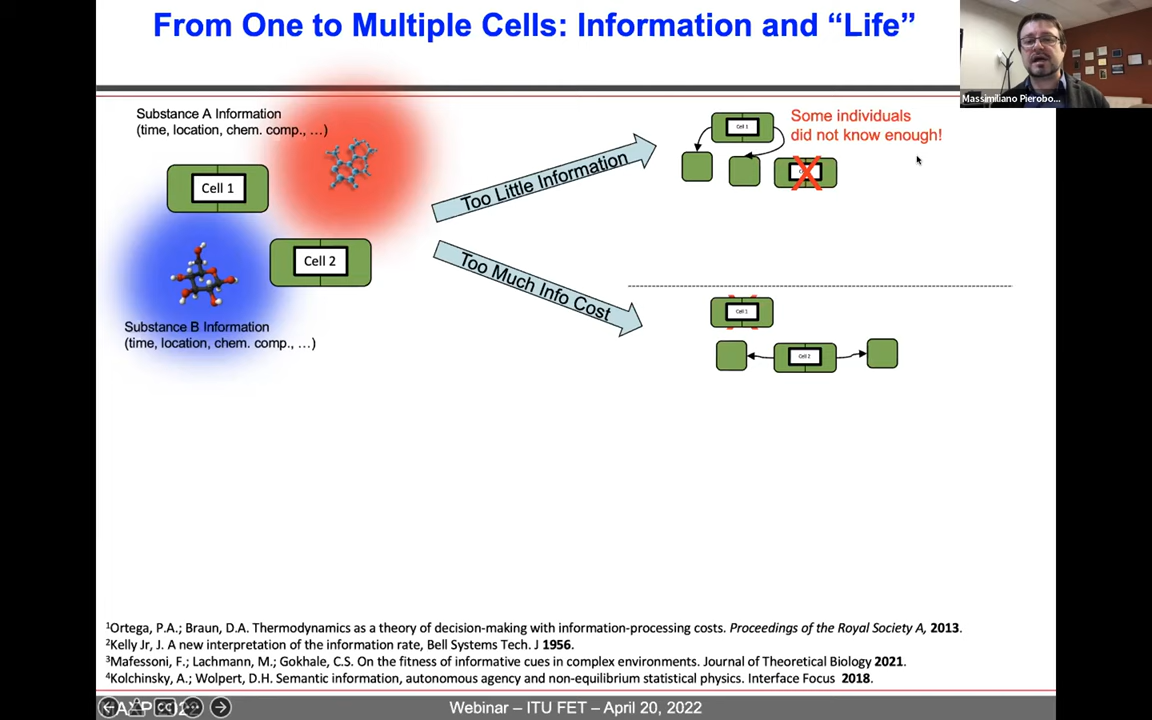 From One to Multiple Cells: Information and “Life”
Massimiliano Pierobo...
Substance A Information
(time, location, chem. comp., …)
Cell 1
Cell 2
Substance B Information
(time, location, chem. comp., …)
Too Little Information
Too Much Info Cost
Cell 1
Some individuals
did not know enough!
Cell 1
Cell 2
¹Ortega, P.A.; Braun, D.A. Thermodynamics as a theory of decision-making with information-processing costs. Proceedings of the Royal Society A, 2013.
²Kelly Jr, J. A new interpretation of the information rate, Bell Systems Tech. J 1956.
³Mafessoni, F.; Lachmann, M.; Gokhale, C.S. On the fitness of informative cues in complex environments. Journal of Theoretical Biology 2021.
⁴Kolchinsky, A.; Wolpert, D.H. Semantic information, autonomous agency and non-equilibrium statistical physics. Interface Focus 2018.
Webinar – ITU FET – April 20, 2022